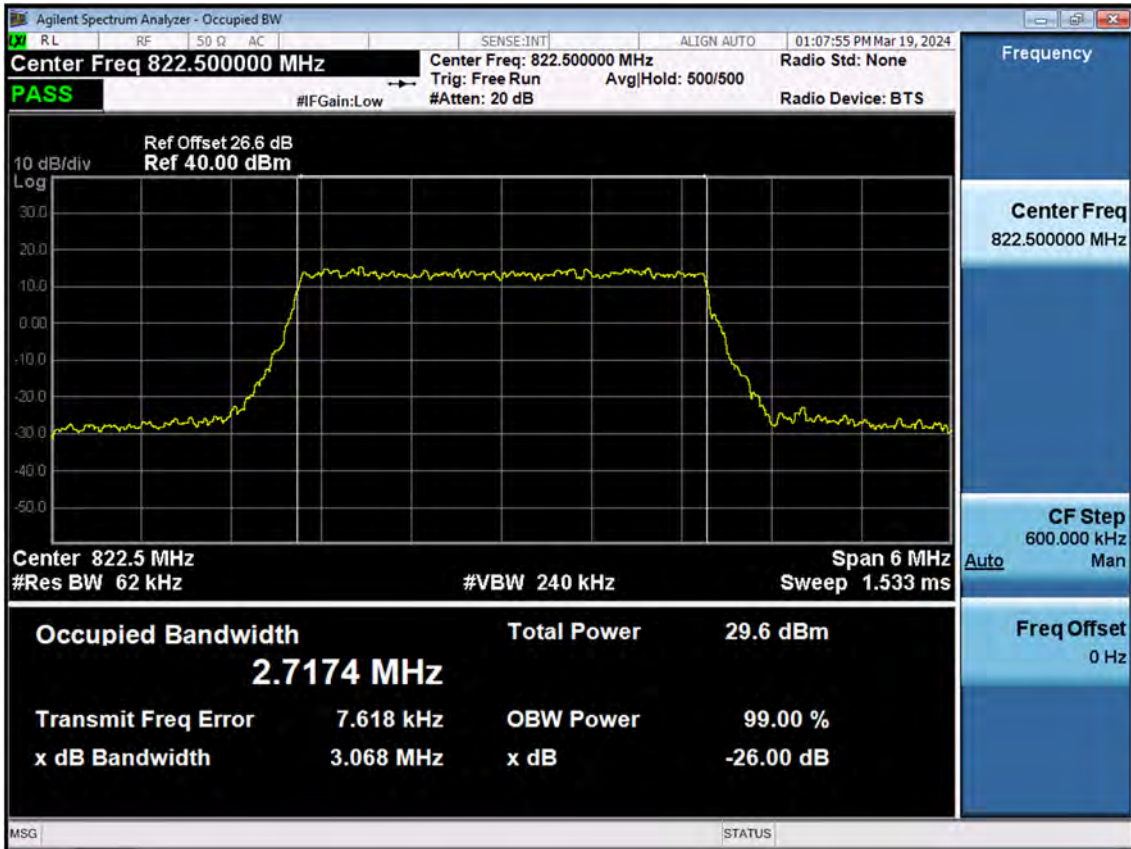 Agilent Spectrum Analyzer - Occupied BW
LXI RL RF 50 Ω AC SENSE:INT ALIGN AUTO 01:07:55 PM Mar 19, 2024
Center Freq 822.500000 MHz
Center Freq: 822.500000 MHz
Radio Std: None
Trig: Free Run Avg|Hold: 500/500
PASS
#IFGain:Low
#Atten: 20 dB
Radio Device: BTS
Ref Offset 26.6 dB
10 dB/div Ref 40.00 dBm
Log
30.0
20.0
10.0
0.00
-10.0
-20.0
-30.0
-40.0
-50.0
Center 822.5 MHz Span 6 MHz
#Res BW 62 kHz #VBW 240 kHz Sweep 1.533 ms
Occupied Bandwidth Total Power 29.6 dBm
2.7174 MHz
Transmit Freq Error 7.618 kHz OBW Power 99.00 %
x dB Bandwidth 3.068 MHz x dB -26.00 dB
MSG STATUS
Frequency
Center Freq
822.500000 MHz
CF Step
600.000 kHz
Auto Man
Freq Offset
0 Hz